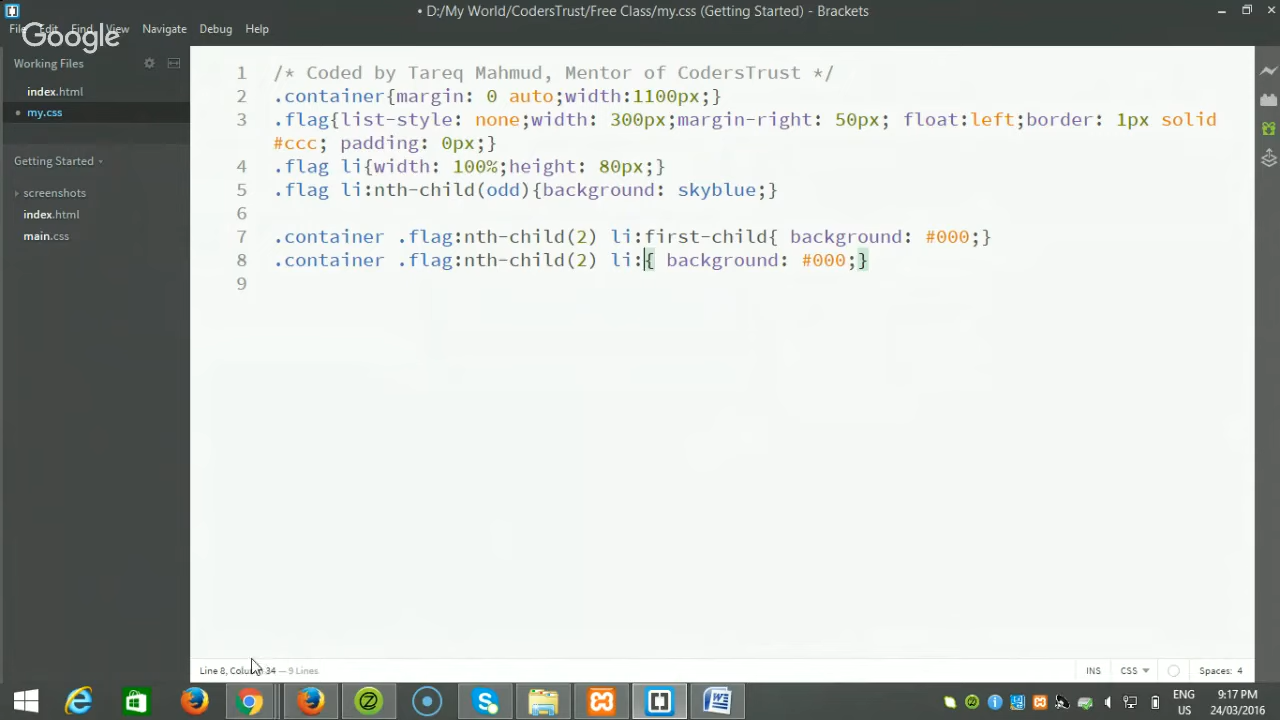 • D:/My World/CodersTrust/Free Class/my.css (Getting Started) - Brackets
File Edit Find View Navigate Debug Help
Google
Working Files
index.html
• my.css
Getting Started
screenshots
index.html
main.css
1 /* Coded by Tareq Mahmud, Mentor of CodersTrust */
2 .container{margin: 0 auto;width:1100px;}
3 .flag{list-style: none;width: 300px;margin-right: 50px; float:left;border: 1px solid
#ccc; padding: 0px;}
4 .flag li{width: 100%;height: 80px;}
5 .flag li:nth-child(odd){background: skyblue;}
6
7 .container .flag:nth-child(2) li:first-child{ background: #000;}
8 .container .flag:nth-child(2) li:{ background: #000;}
9
Line 8, Column 34 — 9 Lines
INS CSS Spaces: 4
ENG
US
9:17 PM
24/03/2016